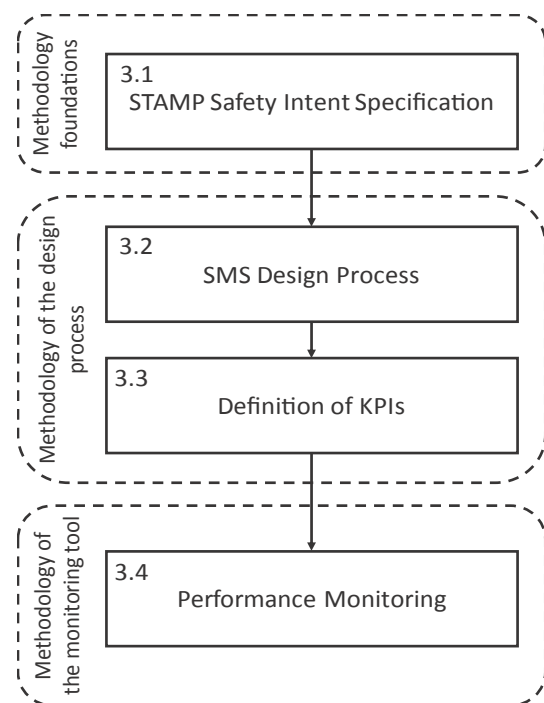 Methodology
foundations
3.1
STAMP Safety Intent Specification
Methodology of the design
process
3.2
SMS Design Process
3.3
Definition of KPIs
Methodology of
the monitoring tool
3.4
Performance Monitoring